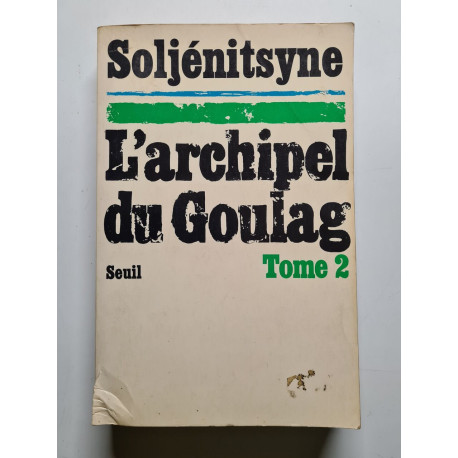 Soljénitsyne
L'archipel
du Goulag
Seuil Tome 2